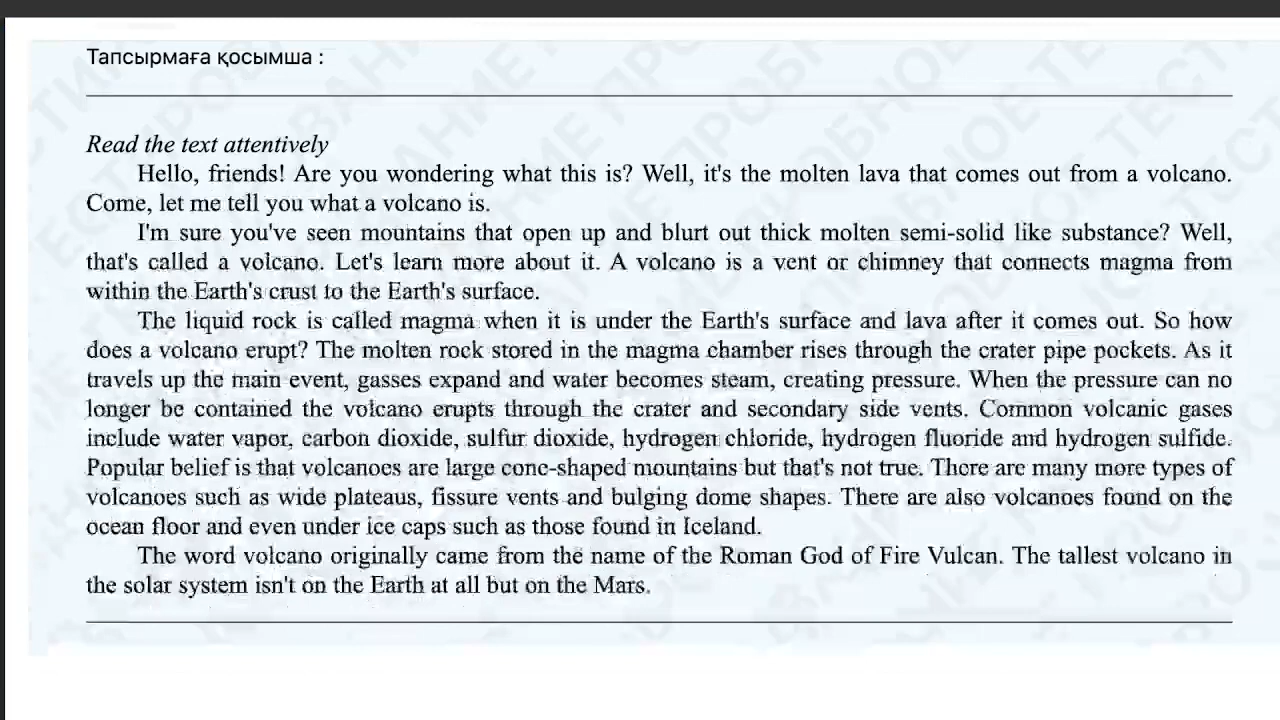 Тапсырмаға қосымша :
Read the text attentively
Hello, friends! Are you wondering what this is? Well, it's the molten lava that comes out from a volcano.
Come, let me tell you what a volcano is.
I'm sure you've seen mountains that open up and blurt out thick molten semi-solid like substance? Well,
that's called a volcano. Let's learn more about it. A volcano is a vent or chimney that connects magma from
within the Earth's crust to the Earth's surface.
The liquid rock is called magma when it is under the Earth's surface and lava after it comes out. So how
does a volcano erupt? The molten rock stored in the magma chamber rises through the crater pipe pockets. As it
travels up the main event, gasses expand and water becomes steam, creating pressure. When the pressure can no
longer be contained the volcano erupts through the crater and secondary side vents. Common volcanic gases
include water vapor, carbon dioxide, sulfur dioxide, hydrogen chloride, hydrogen fluoride and hydrogen sulfide.
Popular belief is that volcanoes are large cone-shaped mountains but that's not true. There are many more types of
volcanoes such as wide plateaus, fissure vents and bulging dome shapes. There are also volcanoes found on the
ocean floor and even under ice caps such as those found in Iceland.
The word volcano originally came from the name of the Roman God of Fire Vulcan. The tallest volcano in
the solar system isn't on the Earth at all but on the Mars.